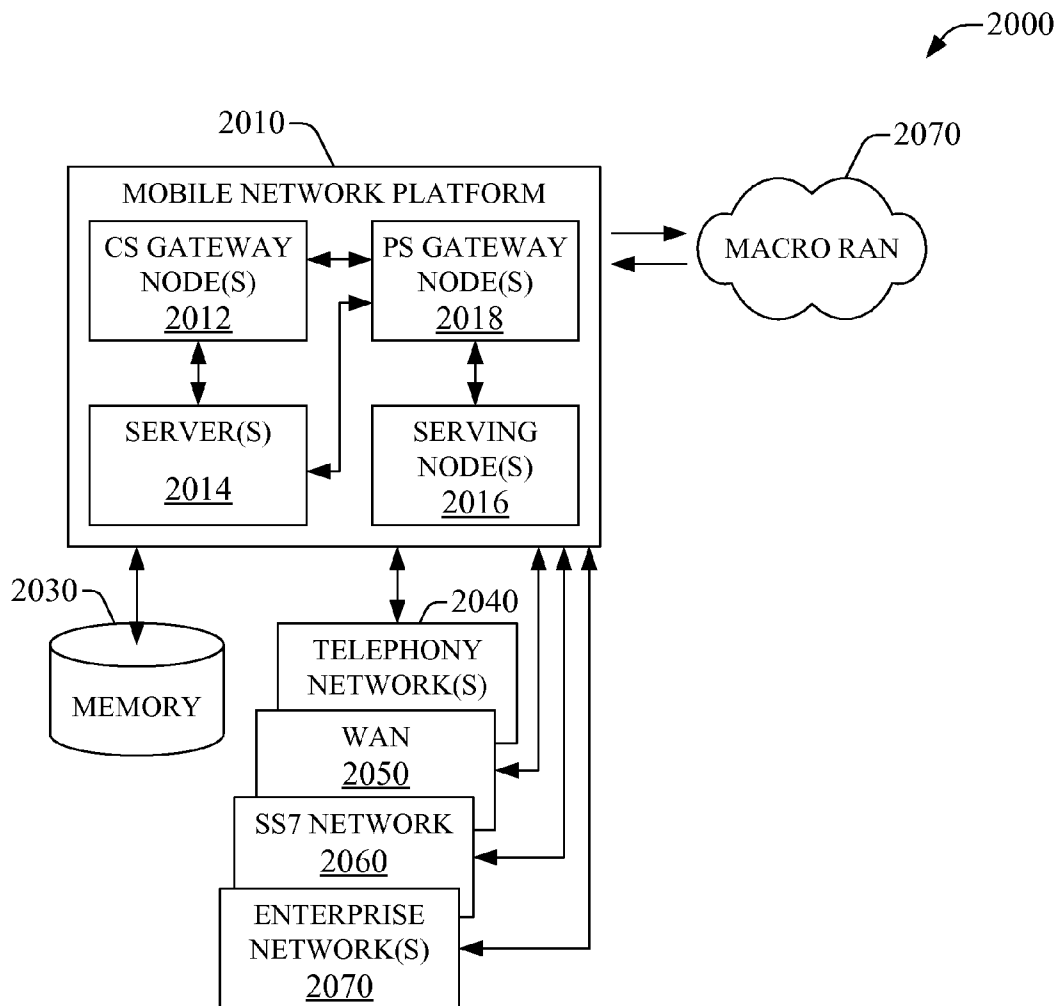 2000
2010
2070
MOBILE NETWORK PLATFORM
CS GATEWAY
NODE(S)
2012
PS GATEWAY
NODE(S)
2018
MACRO RAN
SERVER(S)
2014
SERVING
NODE(S)
2016
2030
2040
MEMORY
TELEPHONY
NETWORK(S)
WAN
2050
SS7 NETWORK
2060
ENTERPRISE
NETWORK(S)
2070